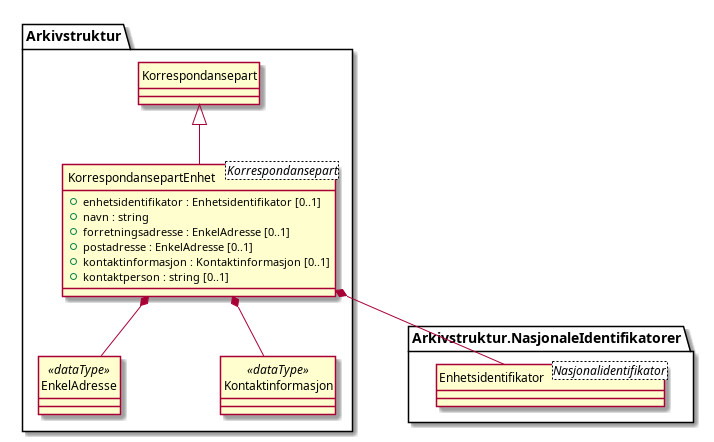 Arkivstruktur
Korrespondansepart
KorrespondansepartEnhet
Korrespondansepart
enhetsidentifikator : Enhetsidentifikator [0..1]
navn : string
forretningsadresse : EnkelAdresse [0..1]
postadresse : EnkelAdresse [0..1]
kontaktinformasjon : Kontaktinformasjon [0..1]
kontaktperson : string [0..1]
Arkivstruktur.NasjonaleIdentifikatorer
«dataType»
EnkelAdresse
«dataType»
Kontaktinformasjon
Enhetsidentifikator
Nasjonalidentifikator